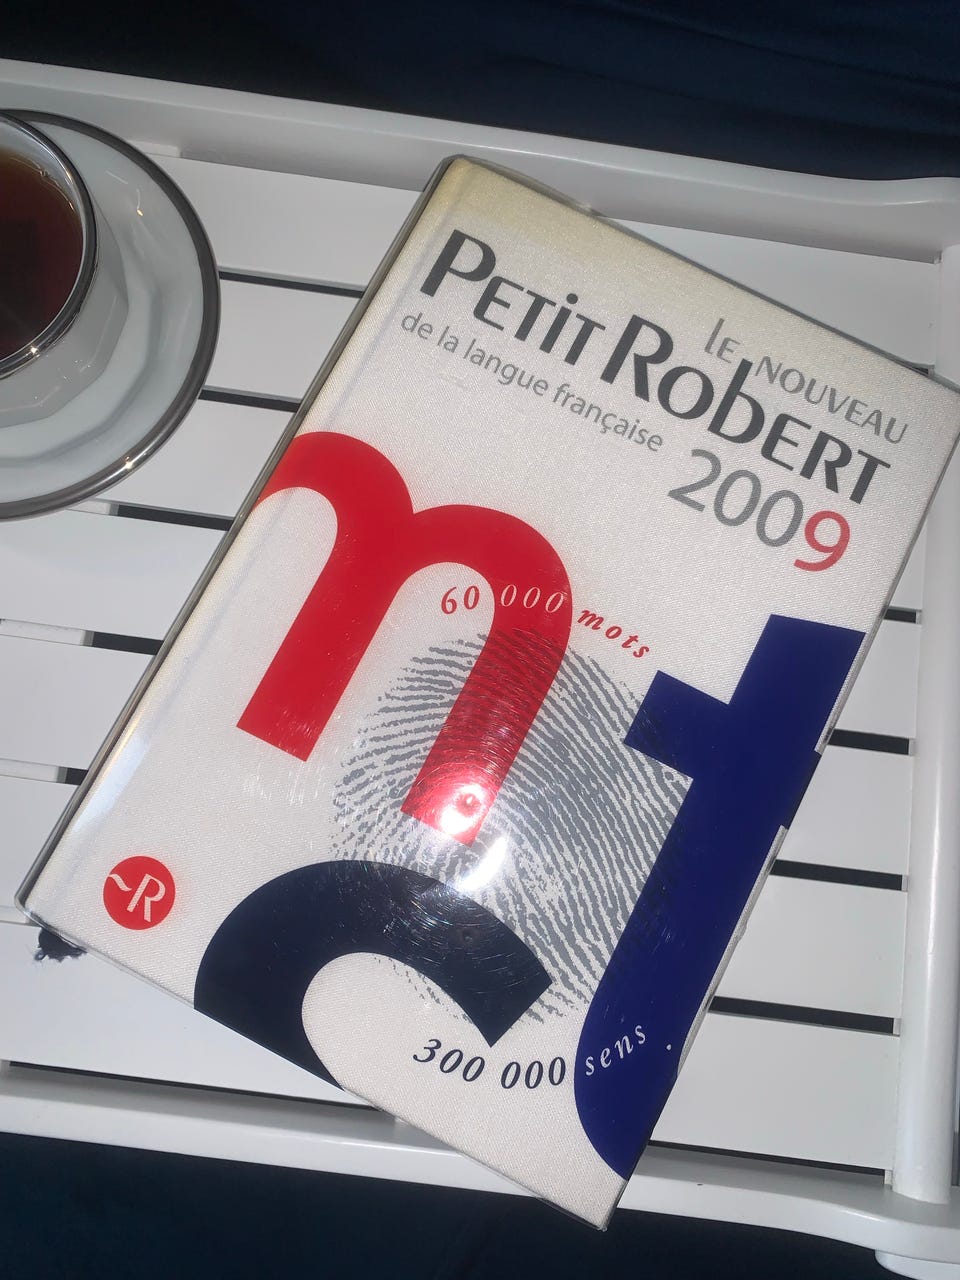 LE NOUVEAU
PETiT RobERT
de la langue française
2009
60 000 mots
~R
300 000 sens .